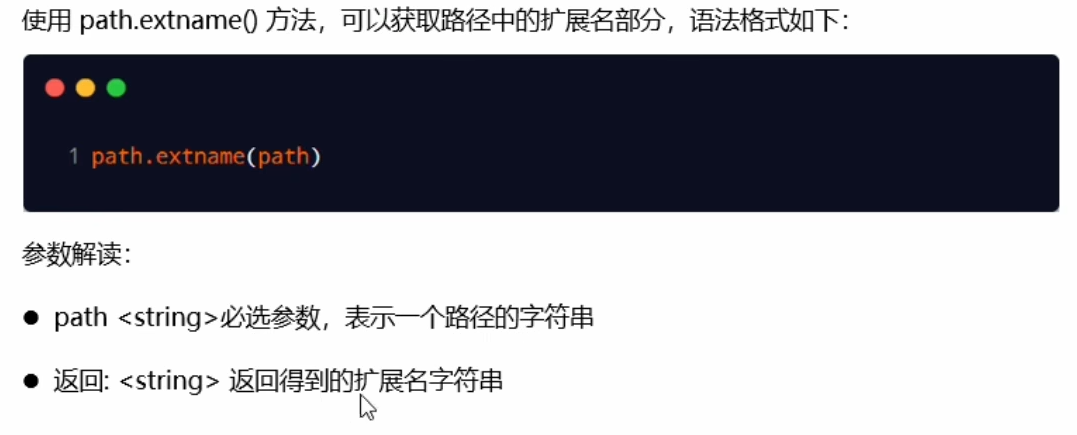 使用 path.extname() 方法，可以获取路径中的扩展名部分，语法格式如下：
1 path.extname(path)
参数解读：
● path <string>必选参数，表示一个路径的字符串
● 返回: <string> 返回得到的扩展名字符串